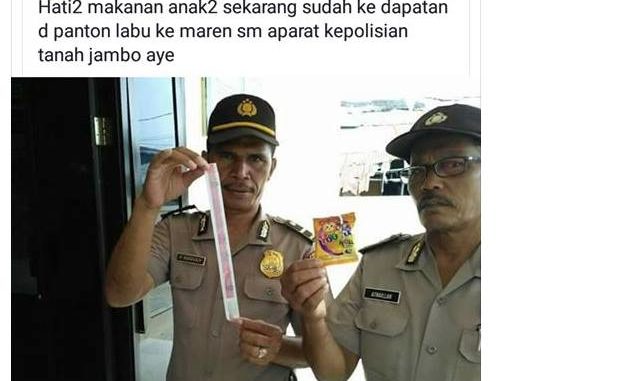 Hati2 makanan anak2 sekarang sudah ke dapatan
d panton labu ke maren sm aparat kepolisian
tanah jambo aye